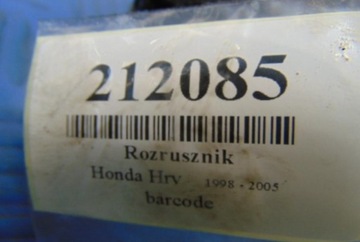 212085
Rozrusznik
Honda Hrv 1998 - 2005
barcode